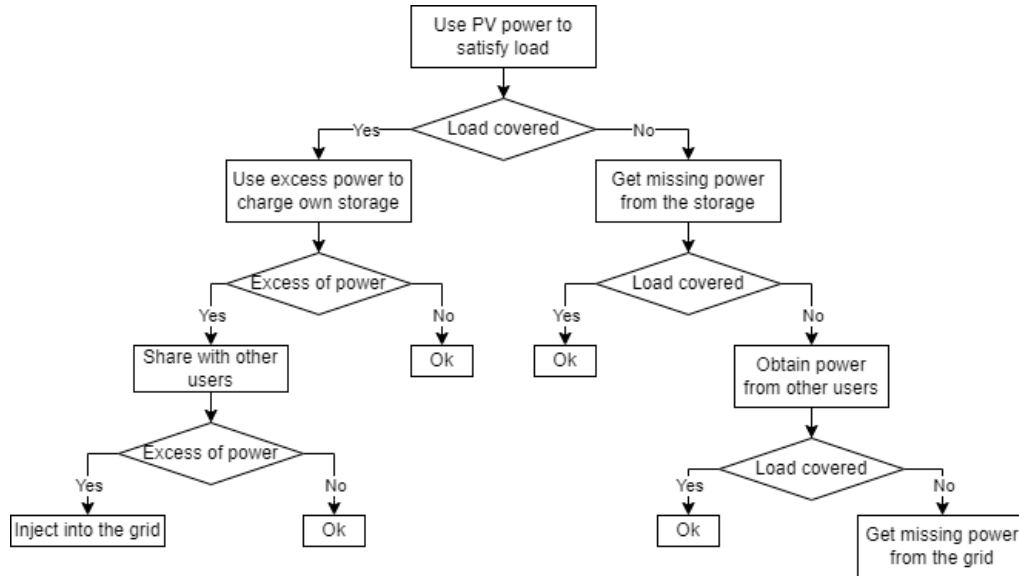 Use PV power to
satisfy load
Load covered
Yes
No
Use excess power to
charge own storage
Get missing power
from the storage
Excess of power
Load covered
Yes
No
Yes
No
Share with other
users
Ok
Ok
Obtain power
from other users
Excess of power
Load covered
Yes
No
Yes
No
Inject into the grid
Ok
Ok
Get missing power
from the grid